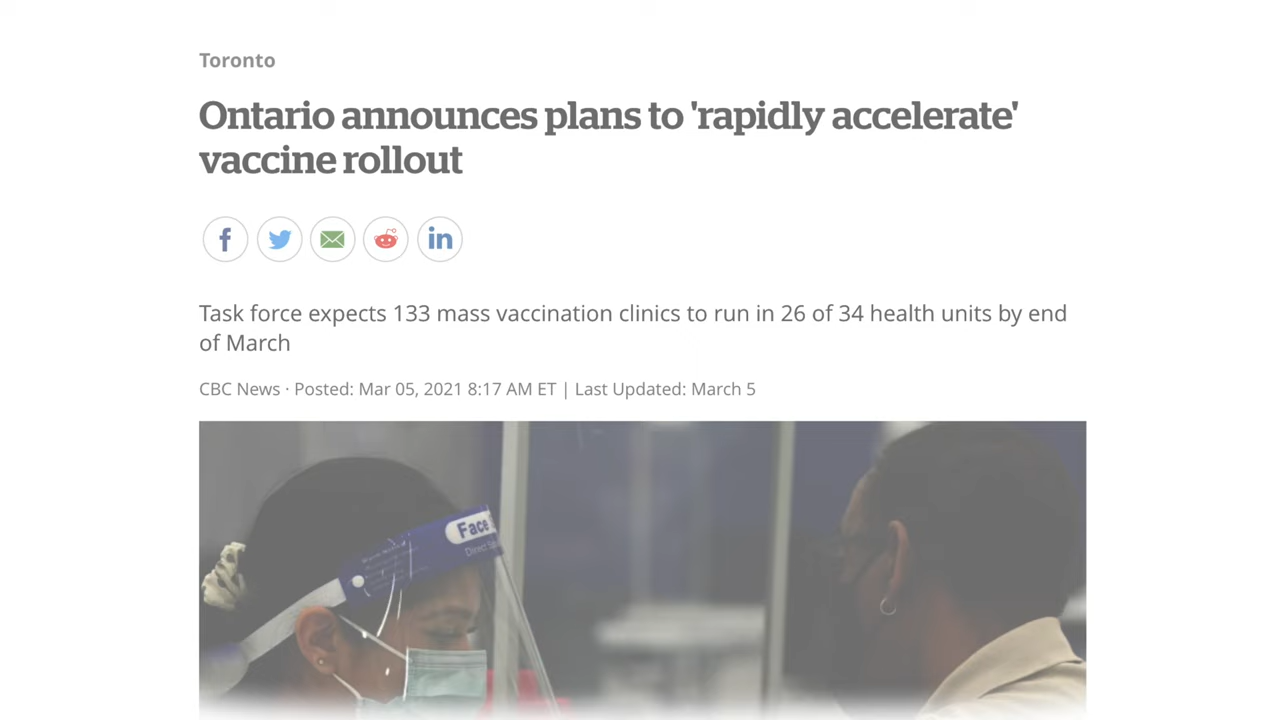 Toronto
Ontario announces plans to 'rapidly accelerate'
vaccine rollout
f
in
Task force expects 133 mass vaccination clinics to run in 26 of 34 health units by end
of March
CBC News · Posted: Mar 05, 2021 8:17 AM ET | Last Updated: March 5
Face
Direct